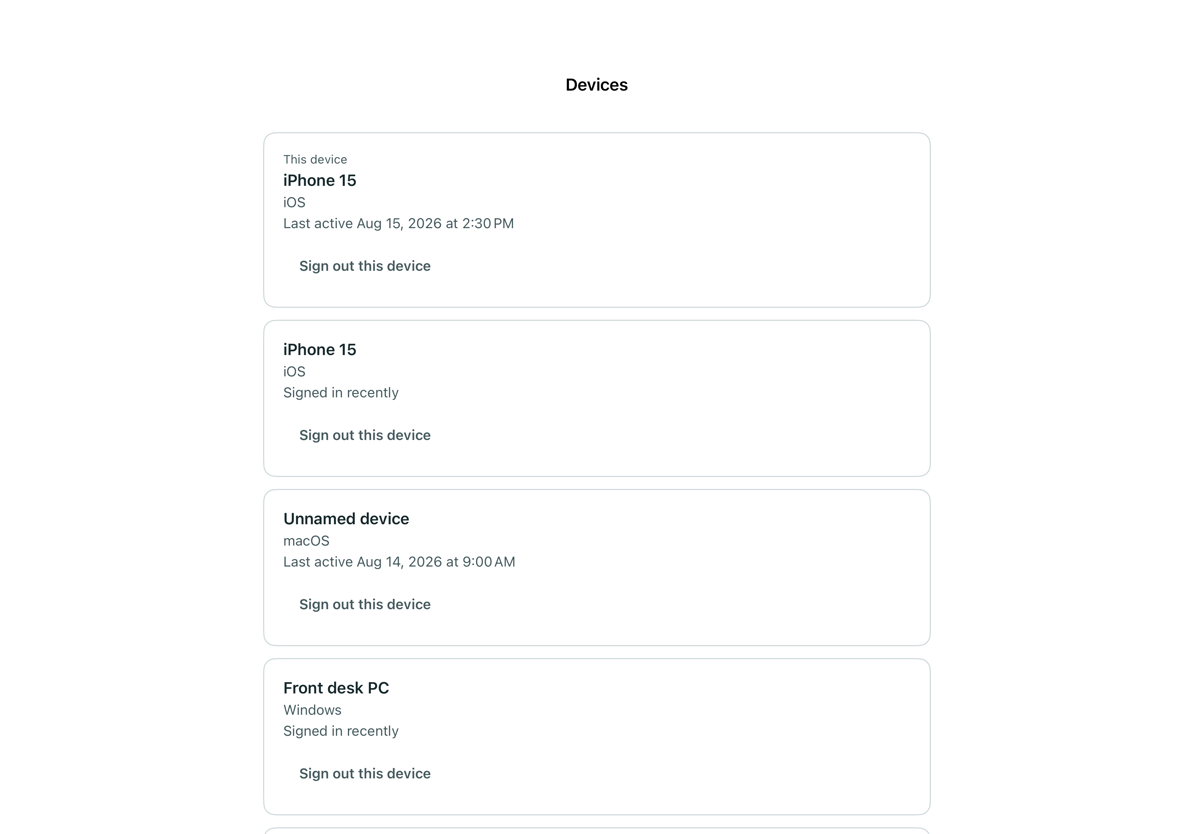 Devices
This device
iPhone 15
iOS
Last active Aug 15, 2026 at 2:30 PM
Sign out this device
iPhone 15
iOS
Signed in recently
Sign out this device
Unnamed device
macOS
Last active Aug 14, 2026 at 9:00 AM
Sign out this device
Front desk PC
Windows
Signed in recently
Sign out this device